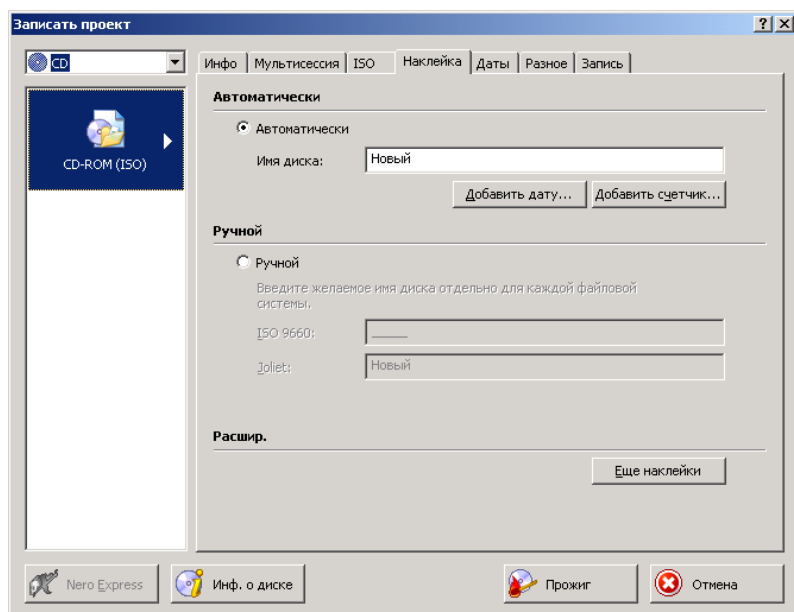 Записать проект
CD
Инфо Мультисессия ISO Наклейка Даты Разное Запись
CD-ROM (ISO)
Автоматически
Автоматически
Имя диска: Новый
Добавить дату... Добавить счетчик...
Ручной
Ручной
Введите желаемое имя диска отдельно для каждой файловой
системы.
ISO 9660: _____
Joliet: Новый
Расшир.
Еще наклейки
Nero Express Инф. о диске Прожиг Отмена